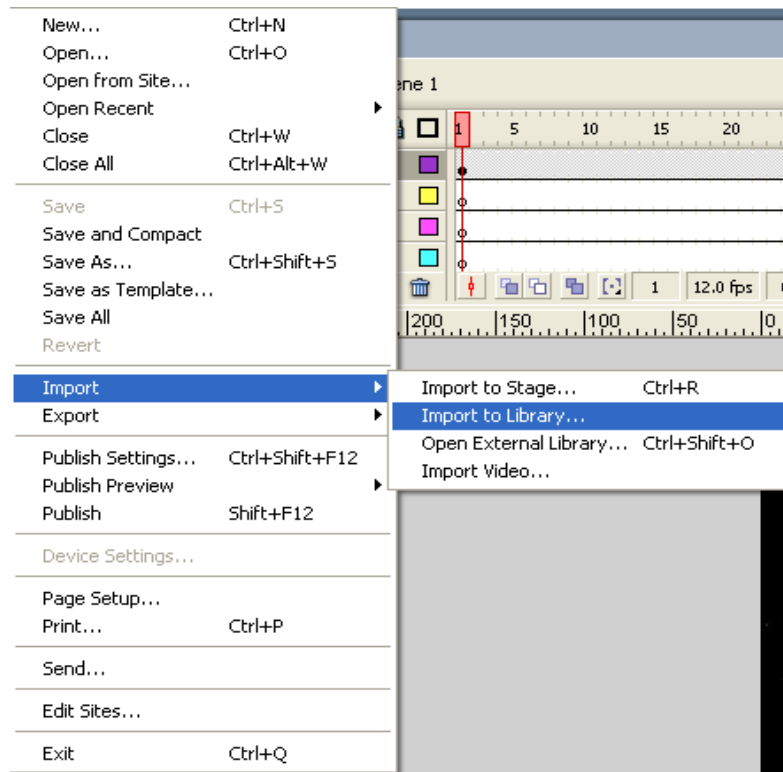 New... Ctrl+N
Open... Ctrl+O
Open from Site...
Open Recent
Close Ctrl+W
Close All Ctrl+Alt+W
Save Ctrl+S
Save and Compact
Save As... Ctrl+Shift+S
Save as Template...
Save All
Revert
Import
Export
Publish Settings... Ctrl+Shift+F12
Publish Preview
Publish Shift+F12
Device Settings...
Page Setup...
Print... Ctrl+P
Send...
Edit Sites...
Exit Ctrl+Q
Import to Stage... Ctrl+R
Import to Library...
Open External Library... Ctrl+Shift+O
Import Video...
ene 1
1 5 10 15 20
1 12.0 fps
200 150 100 50 0